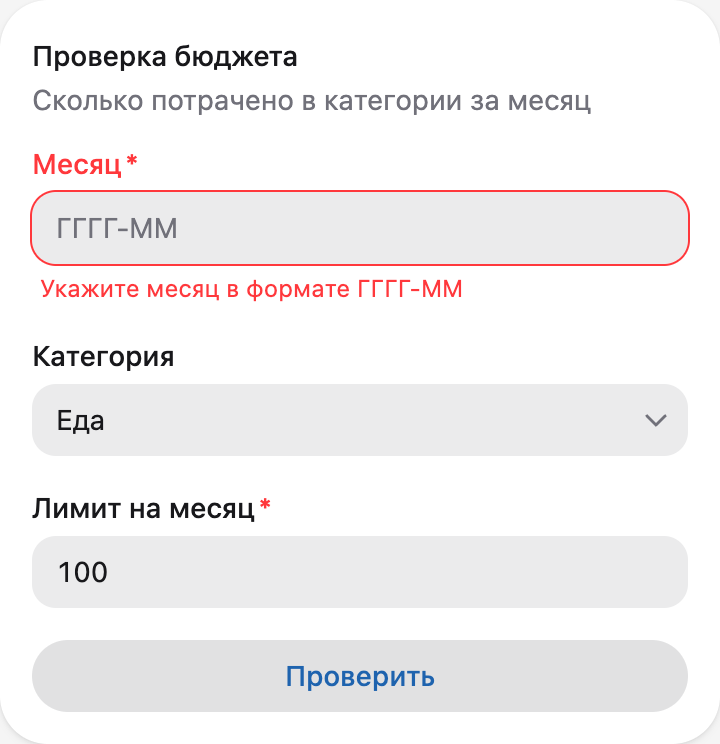 Проверка бюджета
Сколько потрачено в категории за месяц
Месяц*
ГГГГ-ММ
Укажите месяц в формате ГГГГ-ММ
Категория
Еда
Лимит на месяц*
100
Проверить